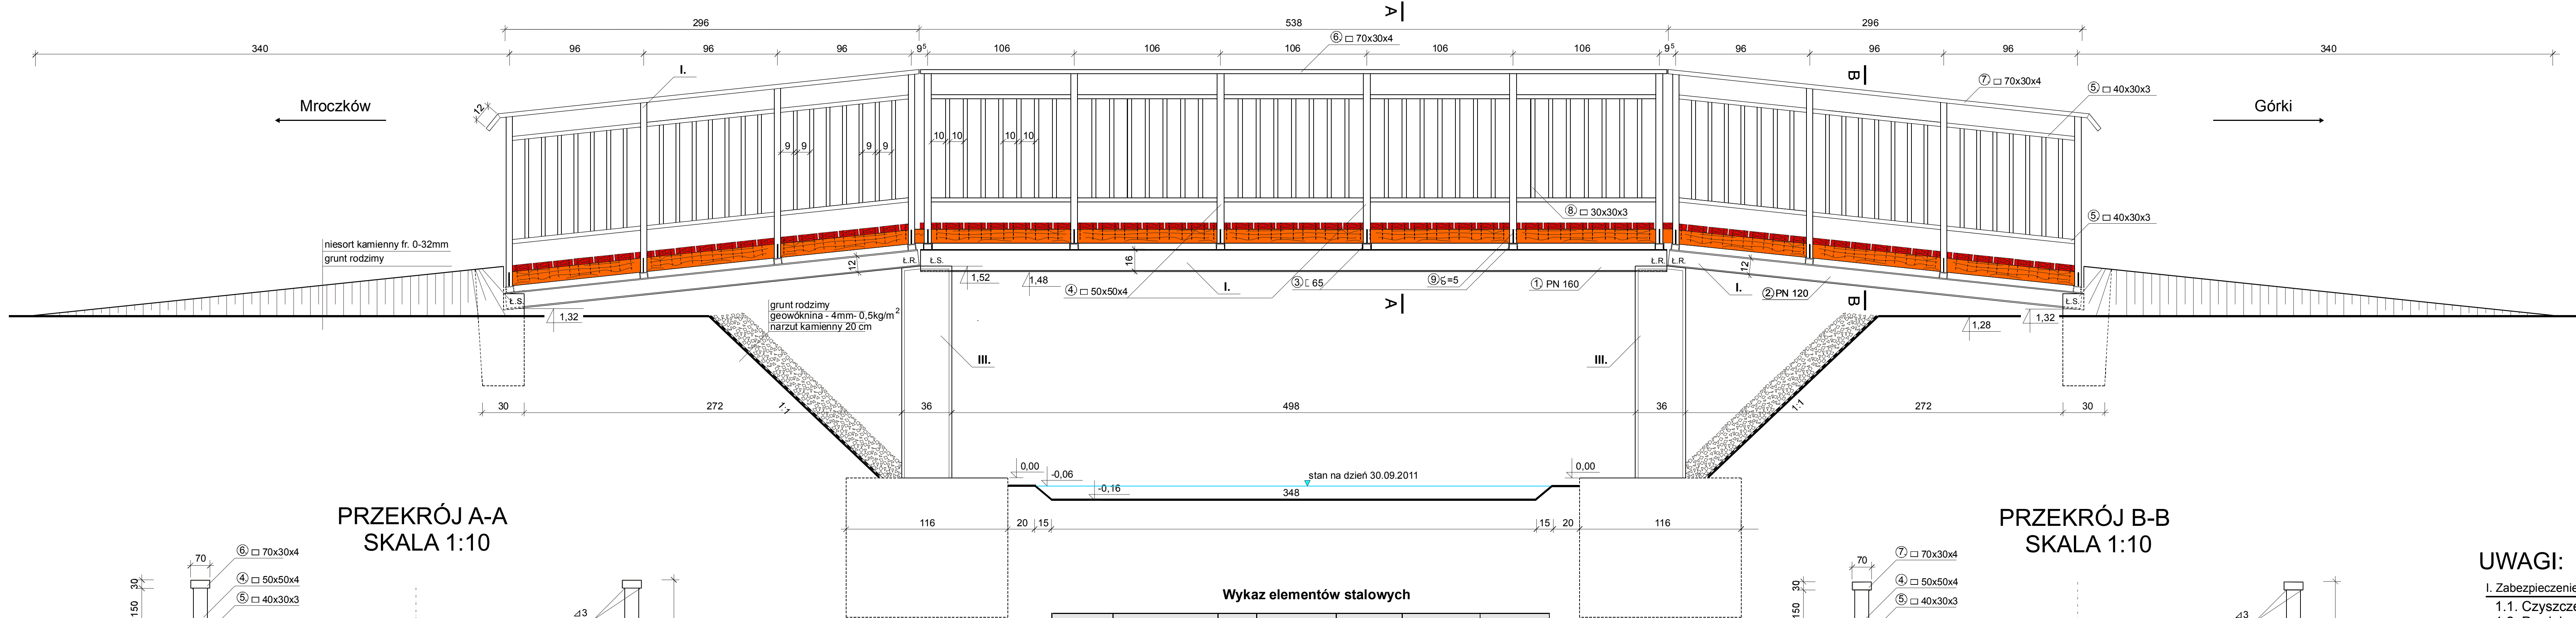 A
296
538
296
340
96
96
96
9⁵
106
106
106
106
106
9⁵
96
96
96
340
⑥ □ 70x30x4
I.
B
⑦ □ 70x30x4
⑤ □ 40x30x3
12
Mroczków
Górki
9
9
9
9
10
10
10
10
⑧ □ 30x30x3
⑤ □ 40x30x3
niesort kamienny fr. 0-32mm
grunt rodzimy
Ł.S.
12
Ł.R.
Ł.S.
16
1,52
1,48
④ □ 50x50x4
I.
③ [ 65
=5
① PN 160
Ł.R.
Ł.R.
I.
12
② PN 120
Ł.S.
A
B
grunt rodzimy
geowóknina - 4mm- 0,5kg/m²
narzut kamienny 20 cm
1,32
1,28
1,32
III.
III.
1:1
1:1
30
272
36
498
36
272
30
0,00
-0,06
-0,16
stan na dzień 30.09.2011
348
0,00
116
20
15
15
20
116
PRZEKRÓJ A-A
SKALA 1:10
PRZEKRÓJ B-B
SKALA 1:10
70
30
150
⑥ □ 70x30x4
④ □ 50x50x4
⑤ □ 40x30x3
3
Wykaz elementów stalowych
70
30
150
⑦ □ 70x30x4
④ □ 50x50x4
⑤ □ 40x30x3
3
UWAGI:
I. Zabezpieczenie
1.1.